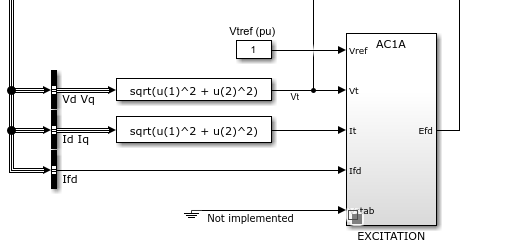 Vtref (pu)
1
AC1A
Vref
Vd Vq
sqrt(u(1)^2 + u(2)^2)
Vt
Vt
Id Iq
sqrt(u(1)^2 + u(2)^2)
It
Efd
Ifd
Ifd
Not implemented
EXCITATION